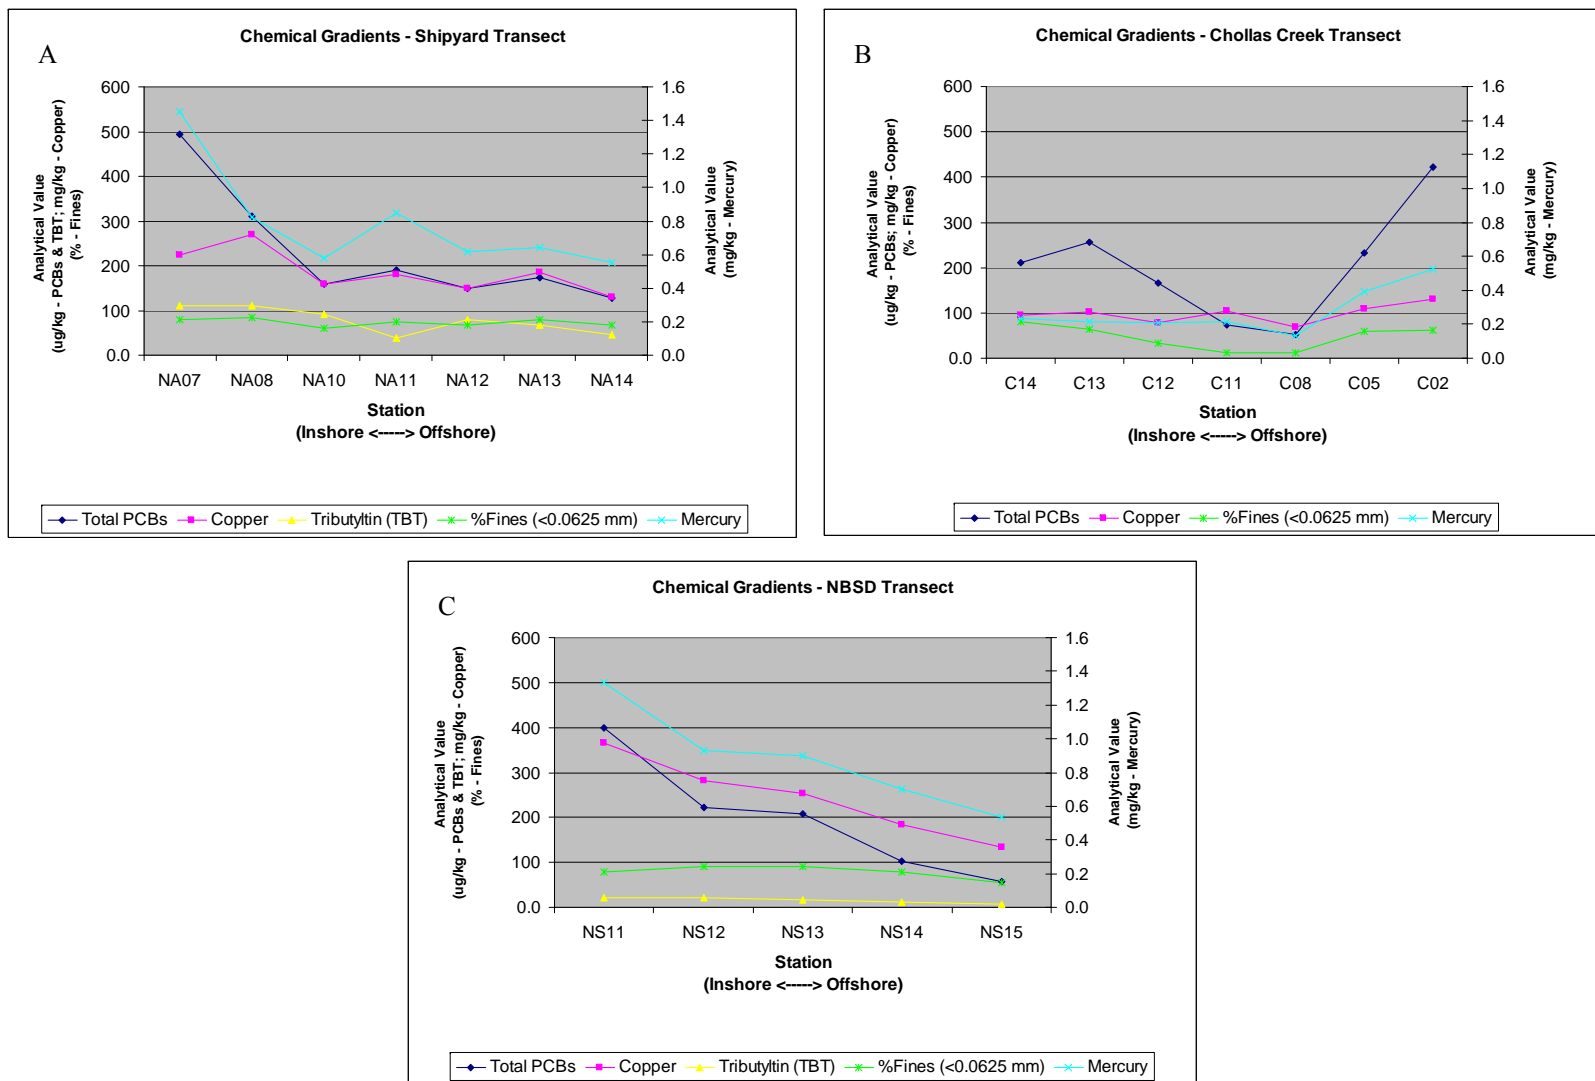 A
Chemical Gradients - Shipyard Transect
Analytical Value
(ug/kg - PCBs & TBT; mg/kg - Copper)
(% - Fines)
600
500
400
300
200
100
0.0
1.6
1.4
1.2
1.0
0.8
0.6
0.4
0.2
0.0
Analytical Value
(mg/kg - Mercury)
NA07 NA08 NA10 NA11 NA12 NA13 NA14
Station
(Inshore <-----> Offshore)
Total PCBs Copper Tributyltin (TBT) %Fines (<0.0625 mm) Mercury
B
Chemical Gradients - Chollas Creek Transect
Analytical Value
(ug/kg - PCBs; mg/kg - Copper)
(% - Fines)
600
500
400
300
200
100
0.0
1.6
1.4
1.2
1.0
0.8
0.6
0.4
0.2
0.0
Analytical Value
(mg/kg - Mercury)
C14 C13 C12 C11 C08 C05 C02
Station
(Inshore <-----> Offshore)
Total PCBs Copper %Fines (<0.0625 mm) Mercury
C
Chemical Gradients - NBSD Transect
Analytical Value
(ug/kg - PCBs & TBT; mg/kg - Copper)
(% - Fines)
600
500
400
300
200
100
0.0
1.6
1.4
1.2
1.0
0.8
0.6
0.4
0.2
0.0
Analytical Value
(mg/kg - Mercury)
NS11 NS12 NS13 NS14 NS15
Station
(Inshore <-----> Offshore)
Total PCBs Copper Tributyltin (TBT) %Fines (<0.0625 mm) Mercury